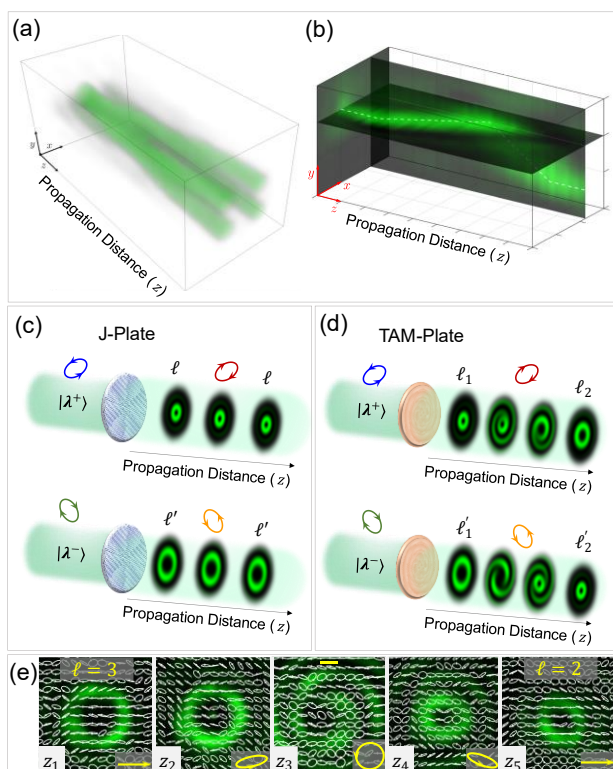 (a)
y
x
z
Propagation Distance (z)
(b)
y
x
z
Propagation Distance (z)
(c)
J-Plate
|λ⁺⟩
ℓ
ℓ
Propagation Distance (z)
|λ⁻⟩
ℓ′
ℓ′
Propagation Distance (z)
(d)
TAM-Plate
|λ⁺⟩
ℓ₁
ℓ₂
Propagation Distance (z)
|λ⁻⟩
ℓ′₁
ℓ′₂
Propagation Distance (z)
(e)
ℓ = 3
ℓ = 2
z₁
z₂
z₃
z₄
z₅